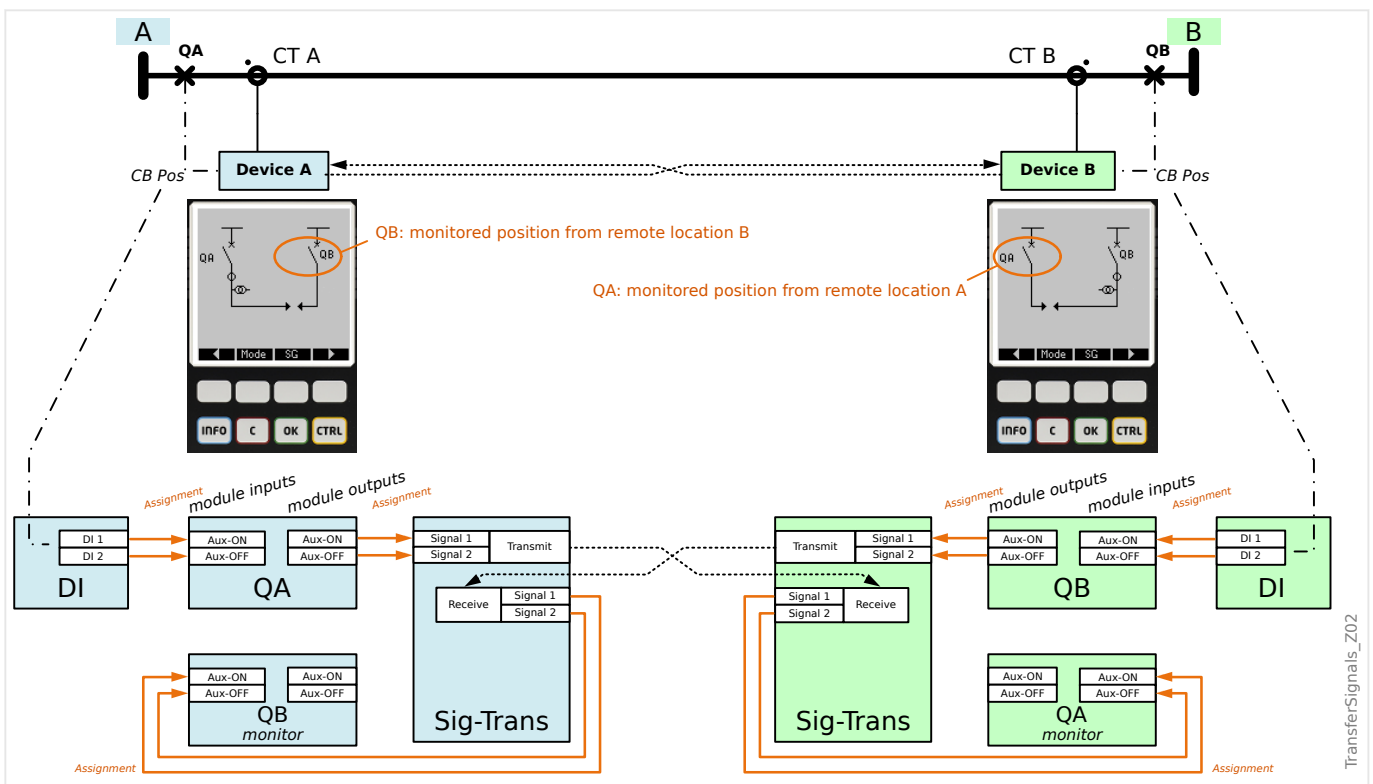 A
B
QA
CT A
CT B
QB
CB Pos
Device A
Device B
CB Pos
QA
QB
Mode
SG
INFO
C
OK
CTRL
QB: monitored position from remote location B
QA: monitored position from remote location A
QA
QB
Mode
SG
INFO
C
OK
CTRL
Assignment
module inputs
module outputs
Assignment
Assignment
module outputs
module inputs
Assignment
DI 1
DI 2
DI
Aux-ON
Aux-OFF
Aux-ON
Aux-OFF
QA
Signal 1
Signal 2
Transmit
Receive
Signal 1
Signal 2
Sig-Trans
Transmit
Signal 1
Signal 2
Signal 1
Signal 2
Receive
Sig-Trans
Aux-ON
Aux-OFF
Aux-ON
Aux-OFF
QB
DI 1
DI 2
DI
Aux-ON
Aux-OFF
Aux-ON
Aux-OFF
QB
monitor
Assignment
Aux-ON
Aux-OFF
Aux-ON
Aux-OFF
QA
monitor
Assignment
TransferSignals_Z02